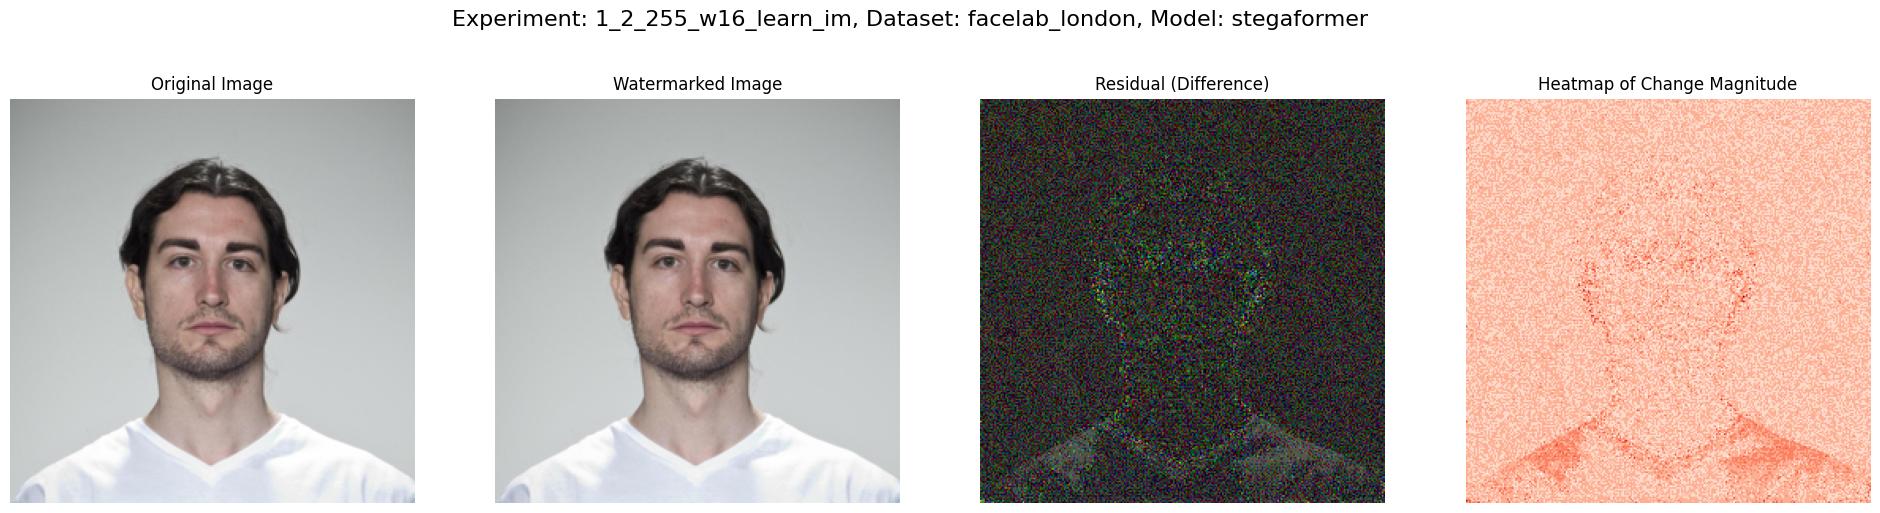 Experiment: 1_2_255_w16_learn_im, Dataset: facelab_london, Model: stegaformer
Original Image
Watermarked Image
Residual (Difference)
Heatmap of Change Magnitude